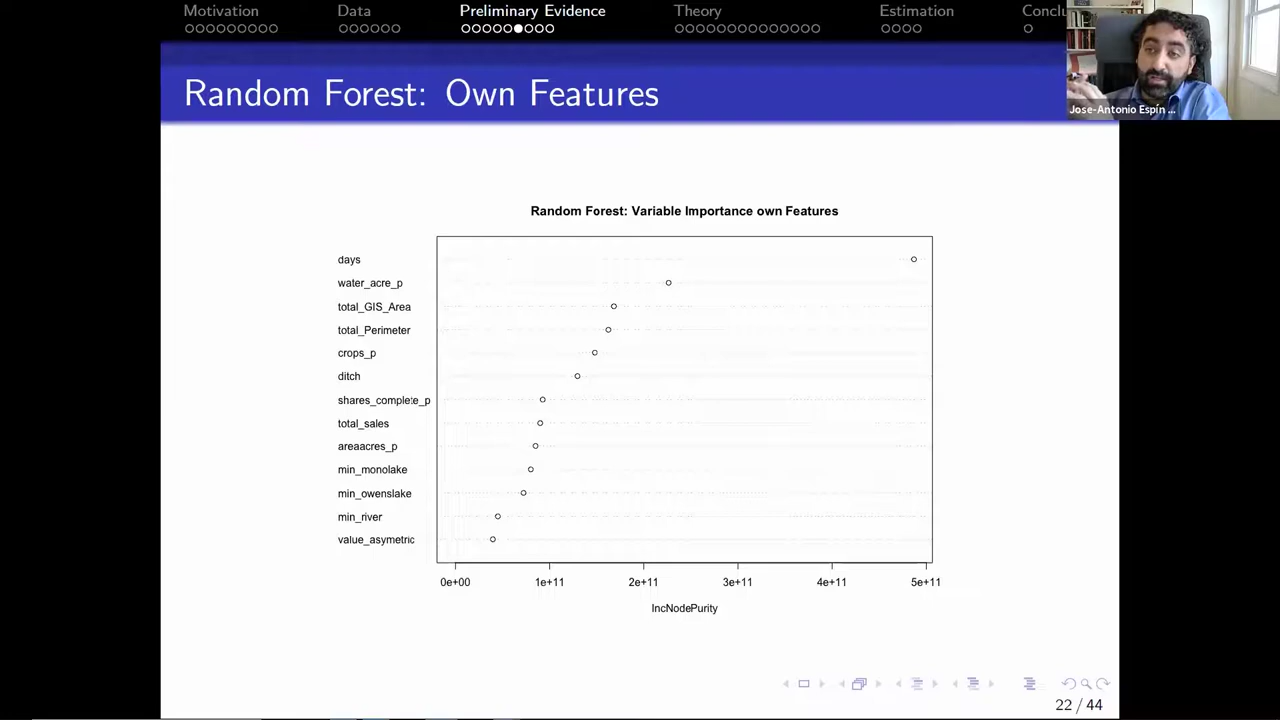 Motivation Data Preliminary Evidence Theory Estimation Conclu
Random Forest: Own Features
Jose-Antonio Espín ...
Random Forest: Variable Importance own Features
days
water_acre_p
total_GIS_Area
total_Perimeter
crops_p
ditch
shares_complete_p
total_sales
areaacres_p
min_monolake
min_owenslake
min_river
value_asymetric
0e+00 1e+11 2e+11 3e+11 4e+11 5e+11
IncNodePurity
22 / 44